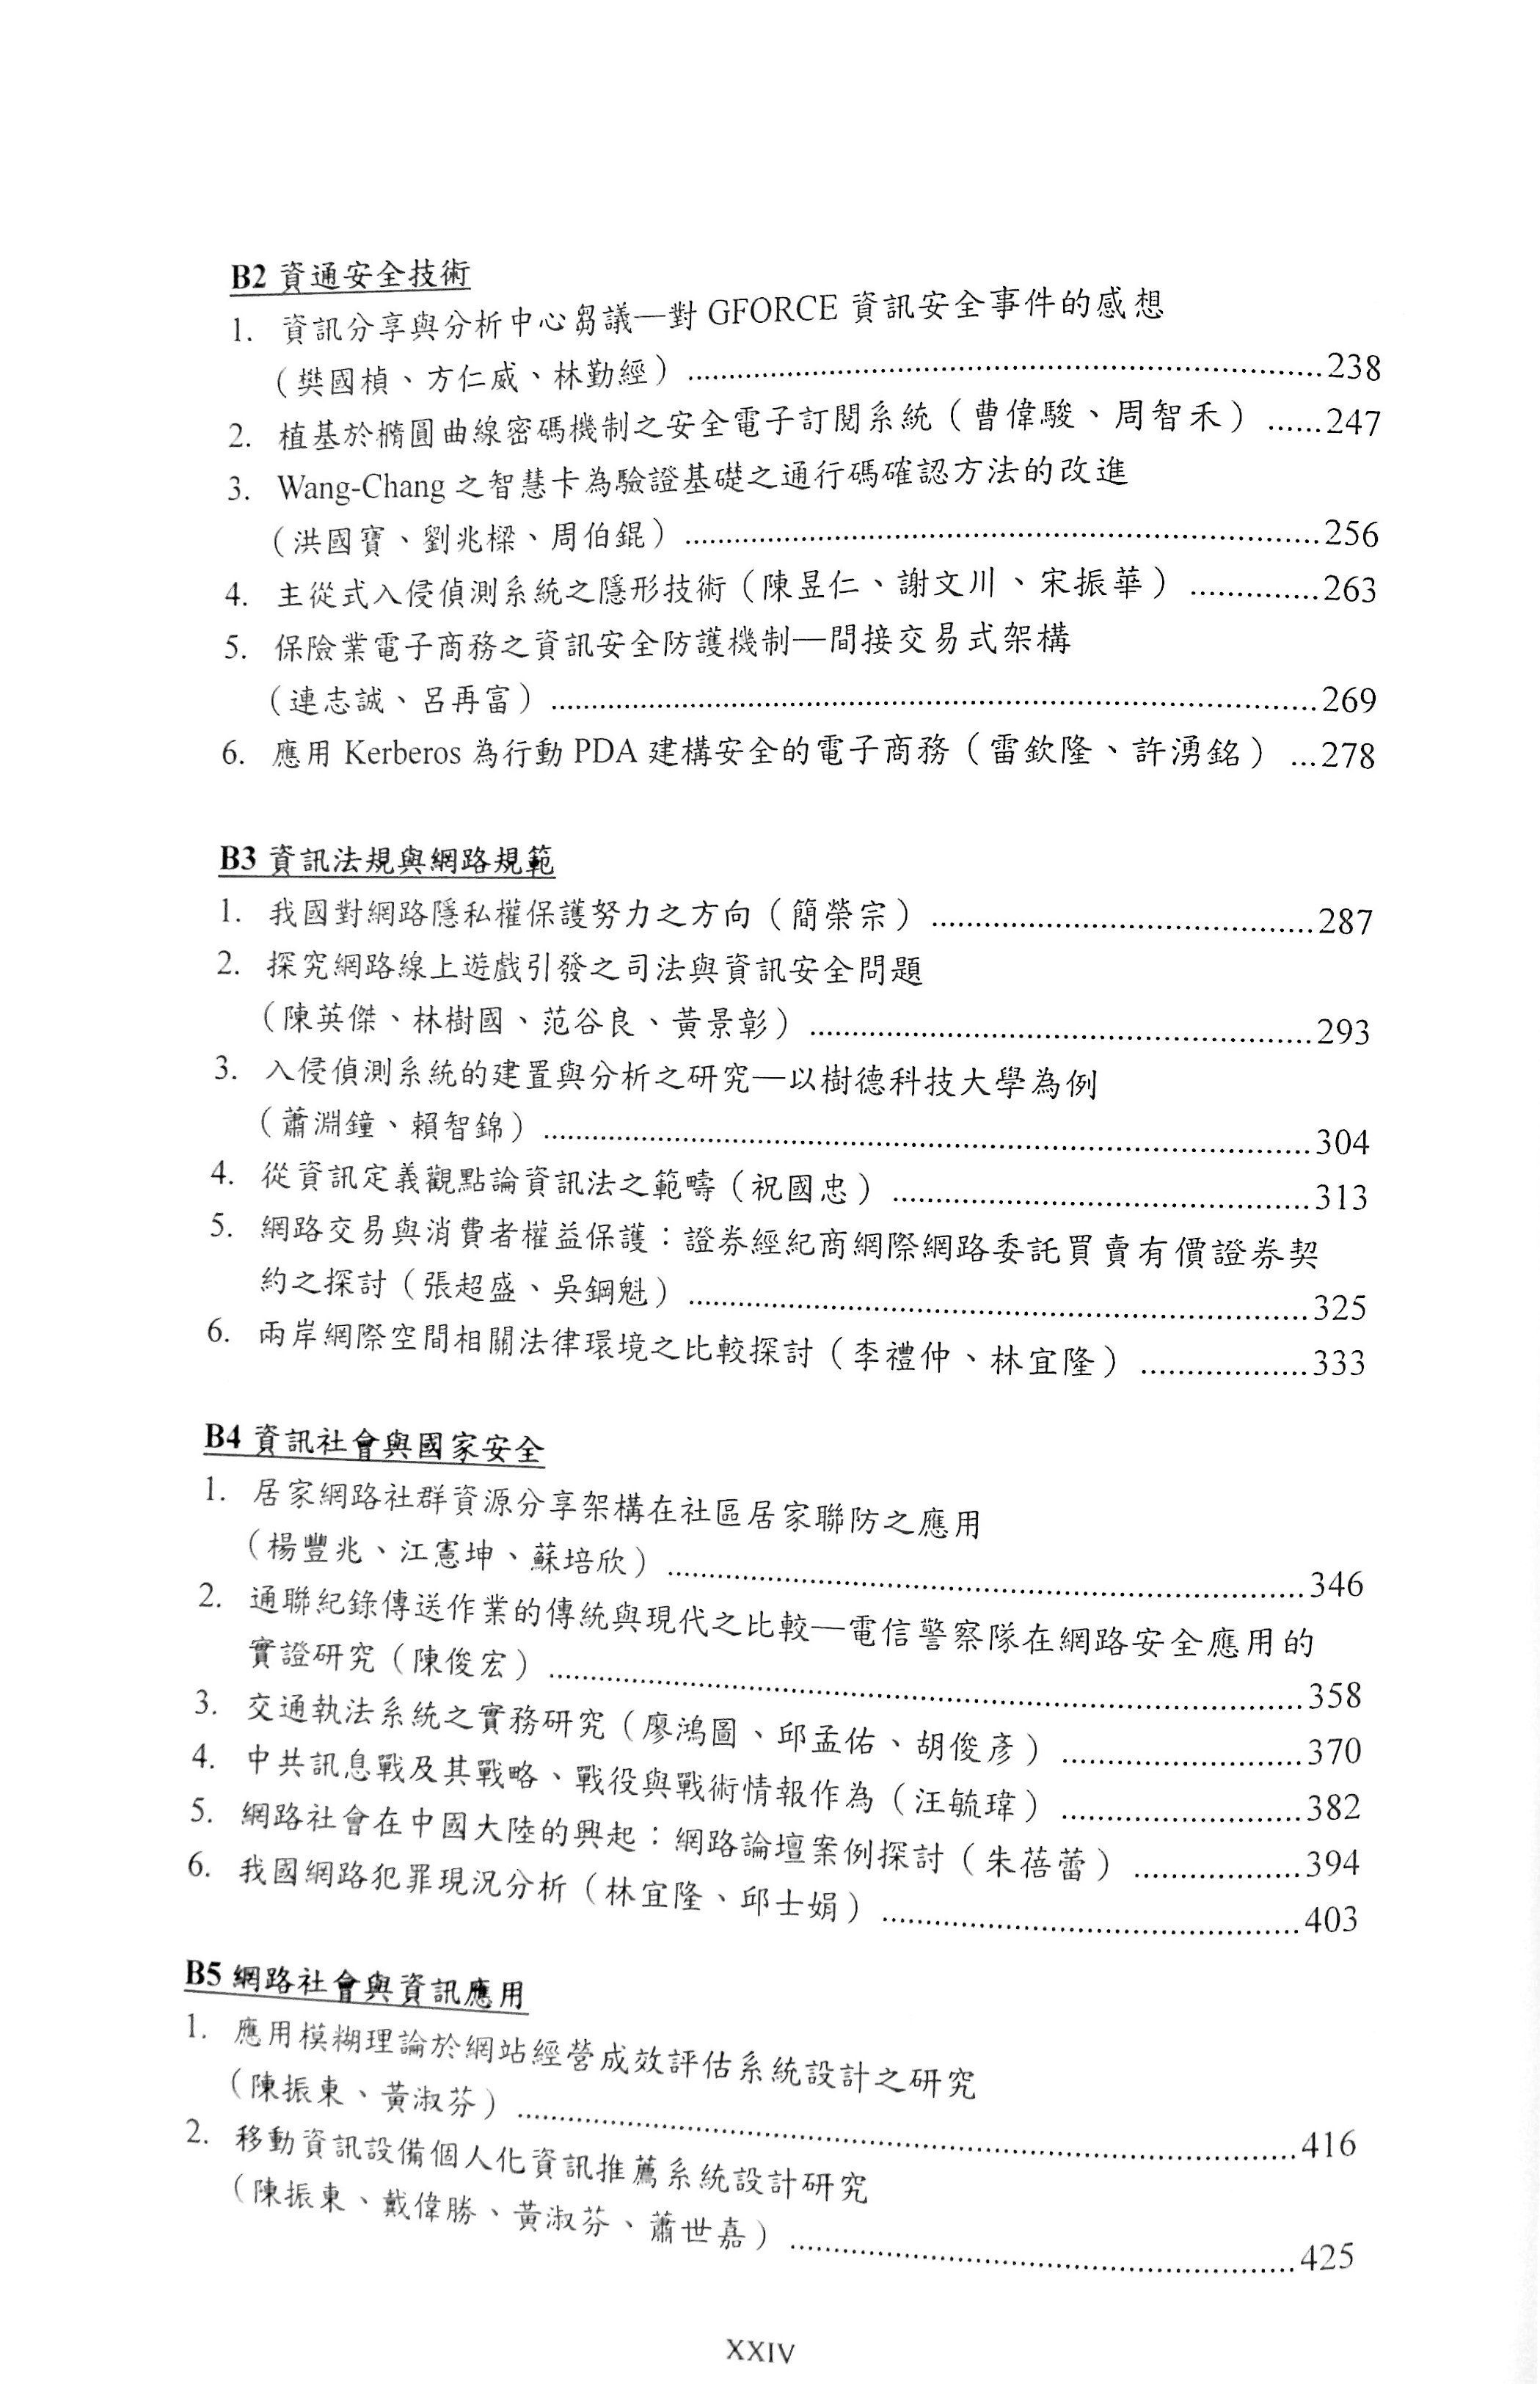 B2 資通安全技術
1. 資訊分享與分析中心芻議—對 GFORCE 資訊安全事件的感想
（樊國楨、方仁威、林勤經）......238
2. 植基於橢圓曲線密碼機制之安全電子訂閱系統（曹偉駿、周智禾）......247
3. Wang-Chang 之智慧卡為驗證基礎之通行碼確認方法的改進
（洪國寶、劉兆樑、周伯錕）......256
4. 主從式入侵偵測系統之隱形技術（陳昱仁、謝文川、宋振華）......263
5. 保險業電子商務之資訊安全防護機制—間接交易式架構
（連志誠、呂再富）......269
6. 應用 Kerberos 為行動 PDA 建構安全的電子商務（雷欽隆、許湧銘）...278
B3 資訊法規與網路規範
1. 我國對網路隱私權保護努力之方向（簡榮宗）......287
2. 探究網路線上遊戲引發之司法與資訊安全問題
（陳英傑、林樹國、范谷良、黃景彰）......293
3. 入侵偵測系統的建置與分析之研究—以樹德科技大學為例
（蕭淵鐘、賴智錦）......304
4. 從資訊定義觀點論資訊法之範疇（祝國忠）......313
5. 網路交易與消費者權益保護：證券經紀商網際網路委託買賣有價證券契
約之探討（張超盛、吳鋼魁）......325
6. 兩岸網際空間相關法律環境之比較探討（李禮仲、林宜隆）......333
B4 資訊社會與國家安全
1. 居家網路社群資源分享架構在社區居家聯防之應用
（楊豐兆、江憲坤、蘇培欣）......346
2. 通聯紀錄傳送作業的傳統與現代之比較—電信警察隊在網路安全應用的
實證研究（陳俊宏）......358
3. 交通執法系統之實務研究（廖鴻圖、邱孟佑、胡俊彥）......370
4. 中共訊息戰及其戰略、戰役與戰術情報作為（汪毓瑋）......382
5. 網路社會在中國大陸的興起：網路論壇案例探討（朱蓓蕾）......394
6. 我國網路犯罪現況分析（林宜隆、邱士娟）......403
B5 網路社會與資訊應用
1. 應用模糊理論於網站經營成效評估系統設計之研究
（陳振東、黃淑芬）......416
2. 移動資訊設備個人化資訊推薦系統設計研究
（陳振東、戴偉勝、黃淑芬、蕭世嘉）......425
XXIV